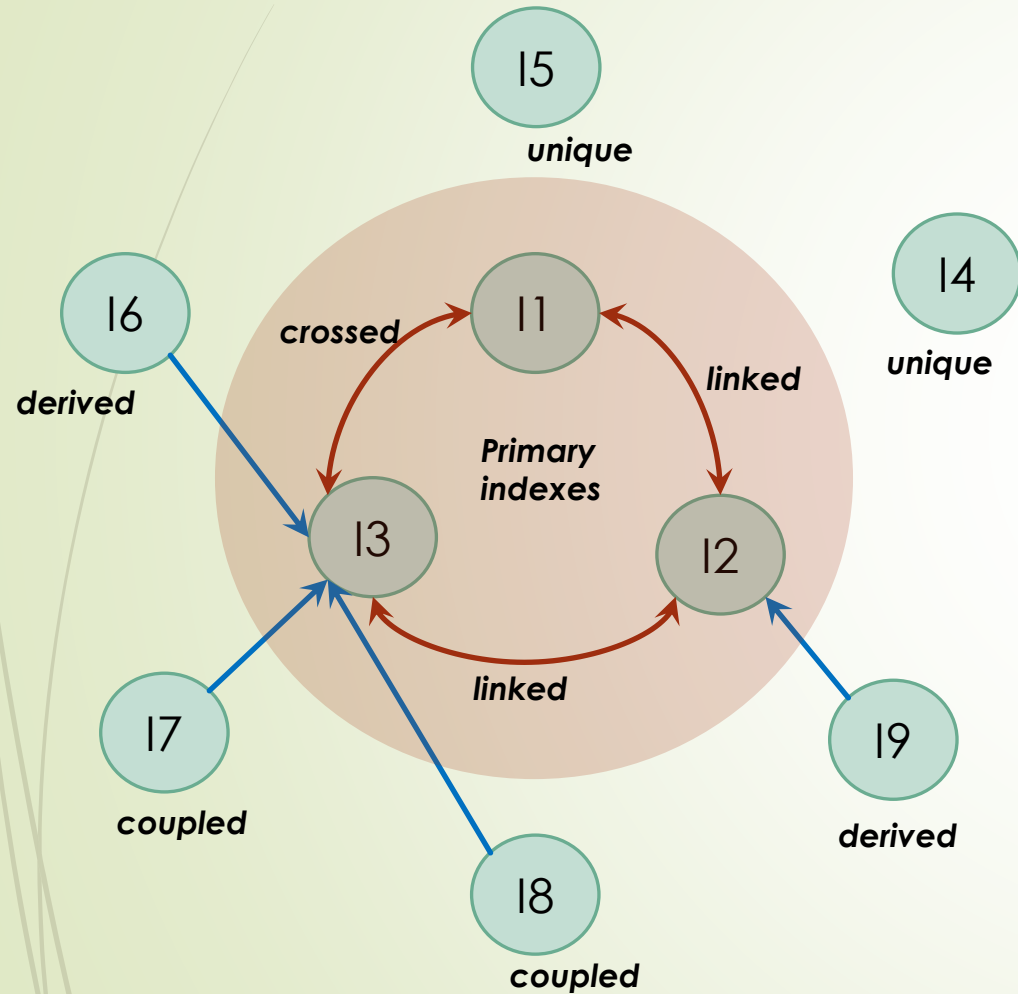 I5
unique
I4
unique
I6
derived
I1
crossed
linked
Primary
indexes
I3
I2
linked
I7
coupled
I9
derived
I8
coupled